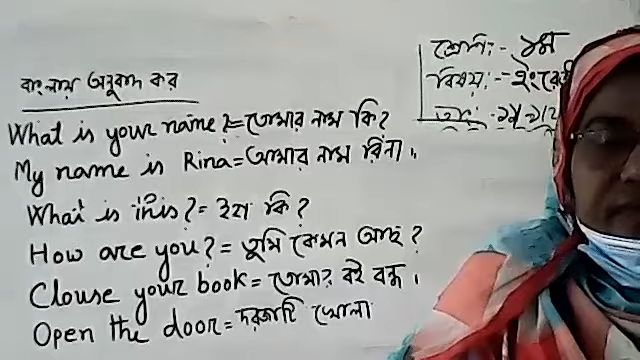 শ্রেণি:- ১ম
বিষয়:- ইংরে
বাংলায় অনুবাদ কর
What is your name? = তোমার নাম কি?
My name is Rina = আমার নাম রিনা।
What is this? = ইহা কি?
How are you? = তুমি কেমন আছ?
Clouse your book = তোমার বই বন্ধ।
Open the door = দরজাটি খোলা